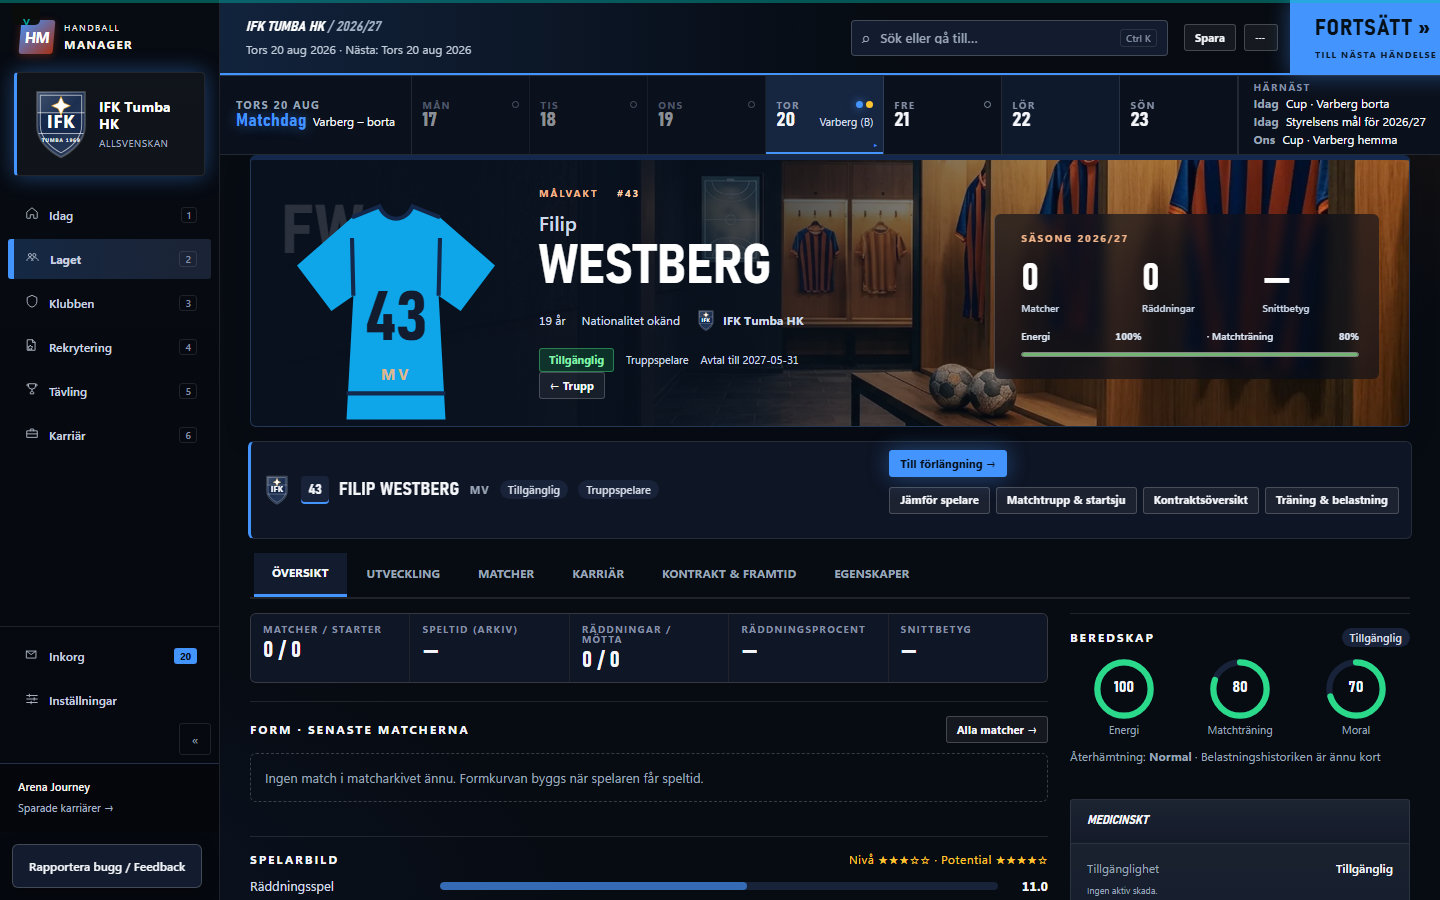 HM
HANDBALL
MANAGER
IFK
TUMBA 1969
IFK Tumba
HK
ALLSVENSKAN
Idag 1
Laget 2
Klubben 3
Rekrytering 4
Tävling 5
Karriär 6
Inkorg 20
Inställningar
«
Arena Journey
Sparade karriärer →
Rapportera bugg / Feedback
IFK TUMBA HK / 2026/27
Tors 20 aug 2026 · Nästa: Tors 20 aug 2026
Sök eller gå till... Ctrl K
Spara
---
FORTSÄTT »
TILL NÄSTA HÄNDELSE
TORS 20 AUG
Matchdag Varberg – borta
MÅN
17
TIS
18
ONS
19
TOR
20 Varberg (B)
FRE
21
LÖR
22
SÖN
23
HÄRNÄST
Idag Cup · Varberg borta
Idag Styrelsens mål för 2026/27
Ons Cup · Varberg hemma
FW
43
MV
MÅLVAKT #43
Filip
WESTBERG
19 år Nationalitet okänd IFK IFK Tumba HK
Tillgänglig Truppspelare Avtal till 2027-05-31
← Trupp
SÄSONG 2026/27
0 0 —
Matcher Räddningar Snittbetyg
Energi 100% · Matchträning 80%
IFK 43 FILIP WESTBERG MV Tillgänglig Truppspelare
Till förlängning →
Jämför spelare Matchtrupp & startsju Kontraktsöversikt Träning & belastning
ÖVERSIKT UTVECKLING MATCHER KARRIÄR KONTRAKT & FRAMTID EGENSKAPER
MATCHER / STARTER
0 / 0
SPELTID (ARKIV)
—
RÄDDNINGAR /
MÖTTA
0 / 0
RÄDDNINGSPROCENT
—
SNITTBETYG
—
FORM · SENASTE MATCHERNA
Alla matcher →
Ingen match i matcharkivet ännu. Formkurvan byggs när spelaren får speltid.
SPELARBILD Nivå ★★★☆☆ · Potential ★★★★☆
Räddningsspel 11.0
BEREDSKAP Tillgänglig
100 80 70
Energi Matchträning Moral
Återhämtning: Normal · Belastningshistoriken är ännu kort
MEDICINSKT
Tillgänglighet Tillgänglig
Ingen aktiv skada.